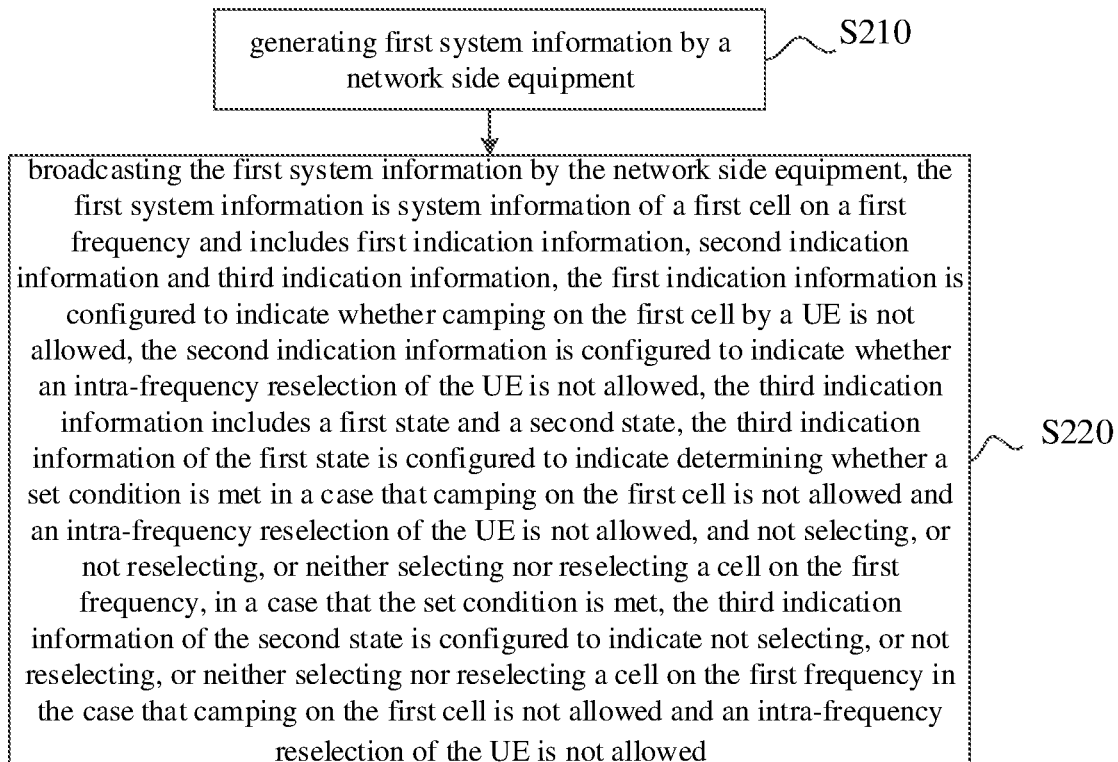 generating first system information by a
network side equipment
S210
broadcasting the first system information by the network side equipment, the
first system information is system information of a first cell on a first
frequency and includes first indication information, second indication
information and third indication information, the first indication information is
configured to indicate whether camping on the first cell by a UE is not
allowed, the second indication information is configured to indicate whether
an intra-frequency reselection of the UE is not allowed, the third indication
information includes a first state and a second state, the third indication
information of the first state is configured to indicate determining whether a
set condition is met in a case that camping on the first cell is not allowed and
an intra-frequency reselection of the UE is not allowed, and not selecting, or
not reselecting, or neither selecting nor reselecting a cell on the first
frequency, in a case that the set condition is met, the third indication
information of the second state is configured to indicate not selecting, or not
reselecting, or neither selecting nor reselecting a cell on the first frequency in
the case that camping on the first cell is not allowed and an intra-frequency
reselection of the UE is not allowed
S220